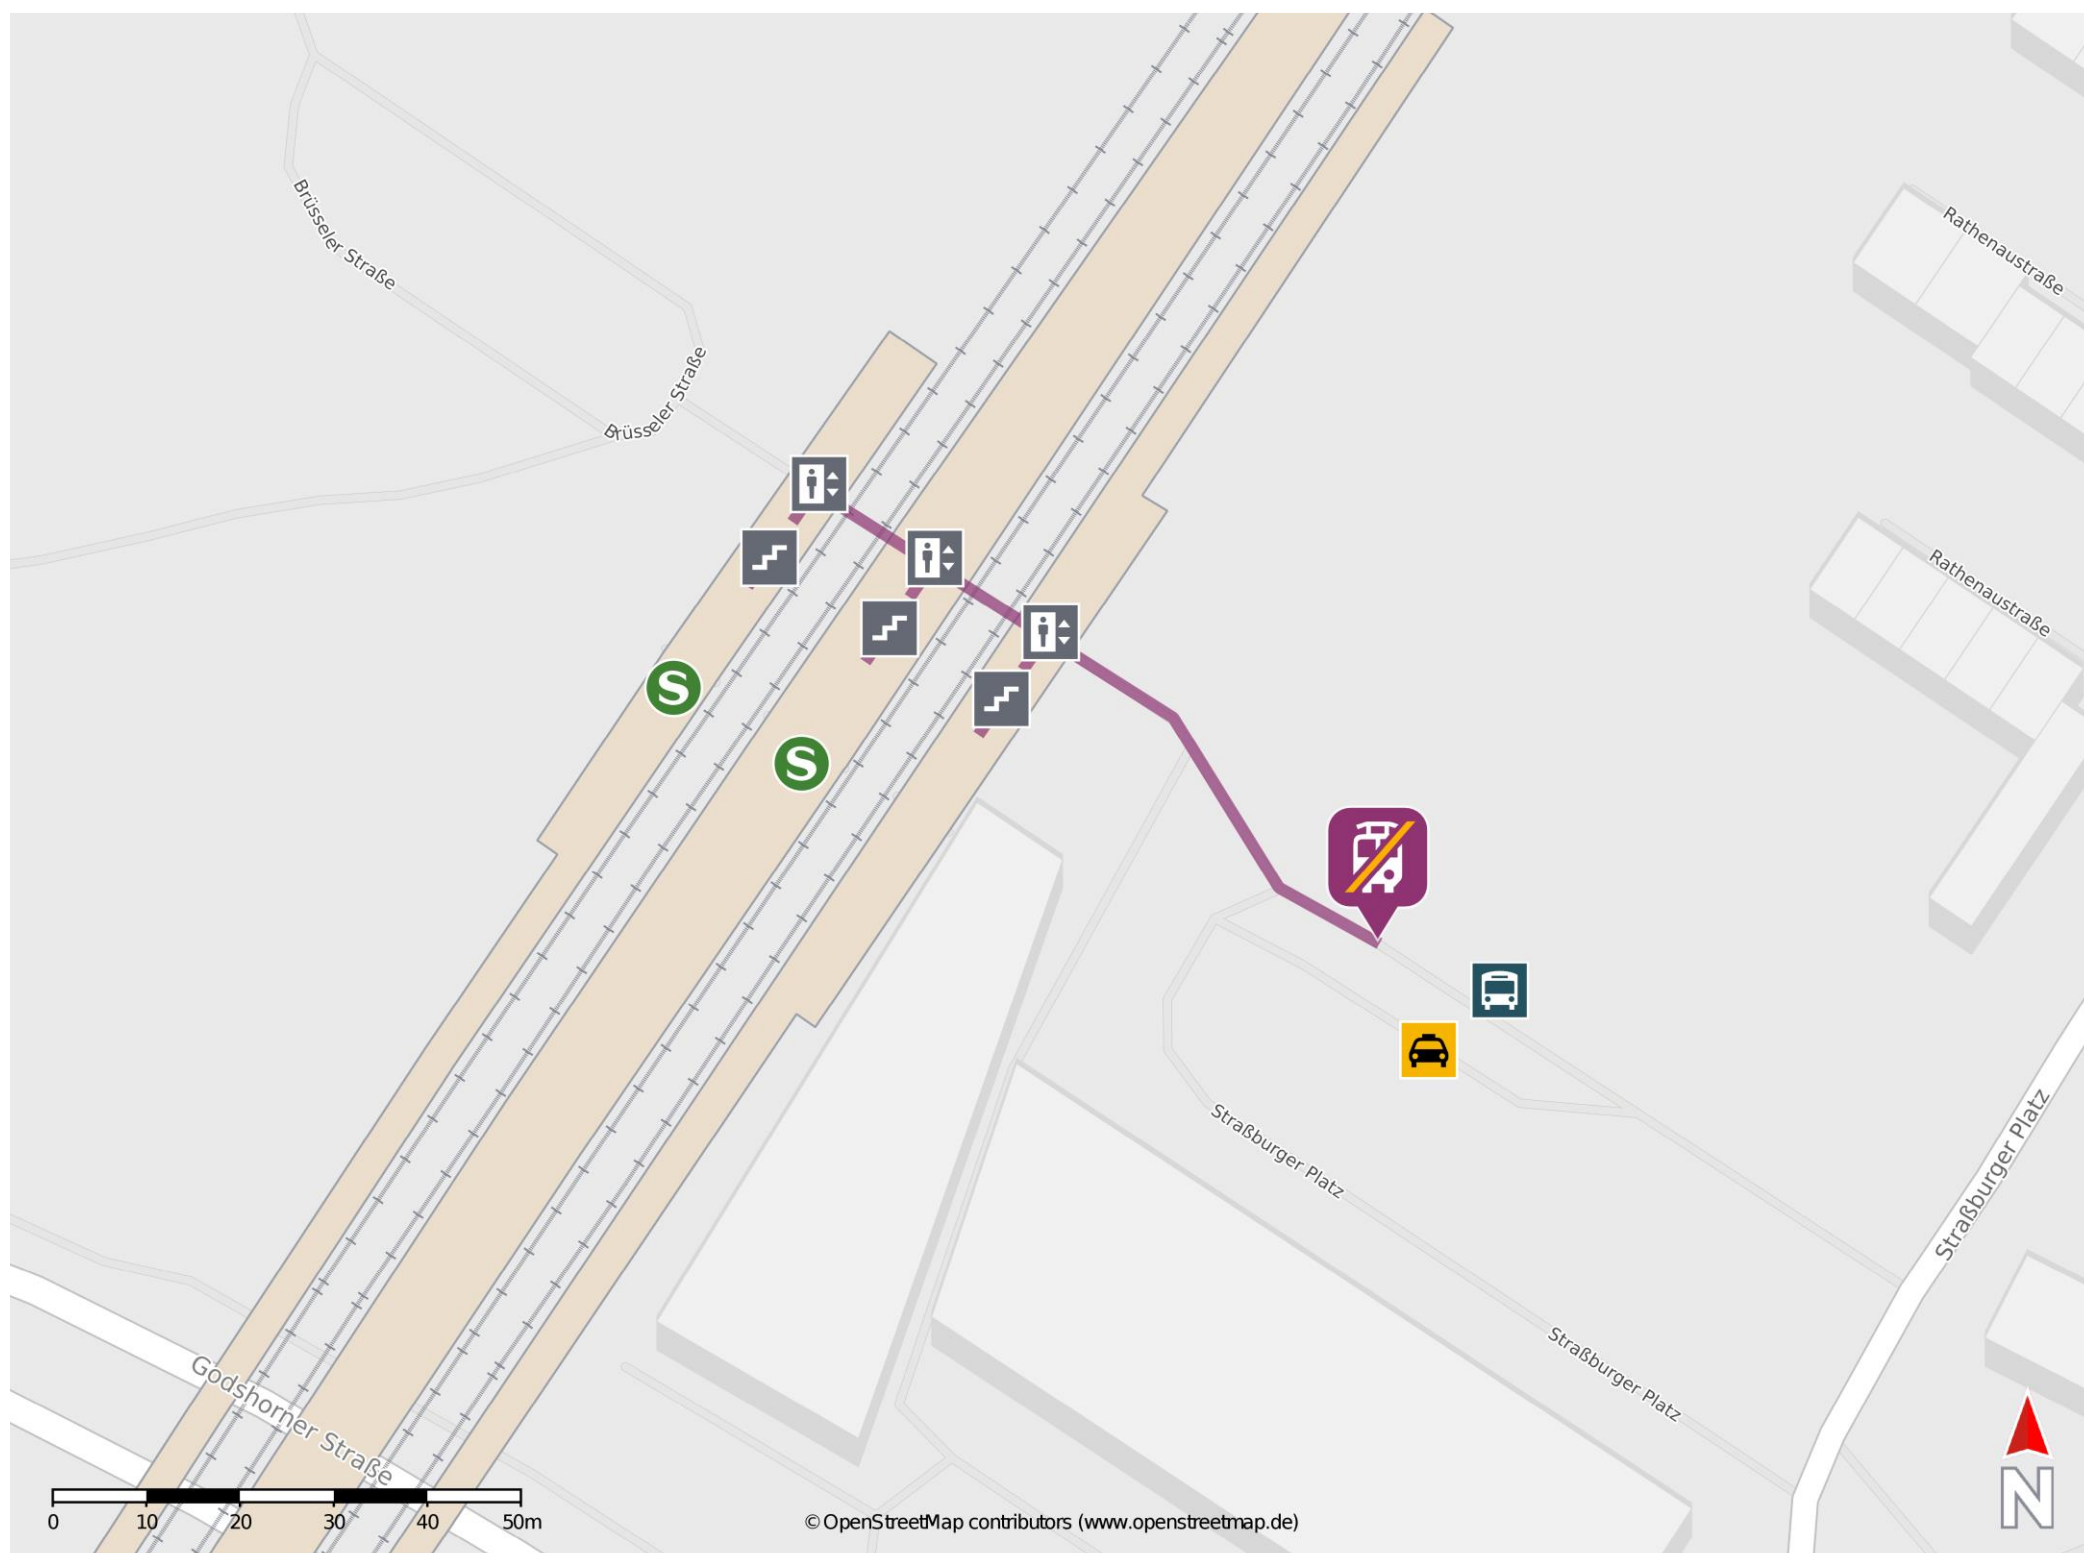 Brüsseler Straße
Rathenaustraße
Brüsseler Straße
Rathenaustraße
S
S
Straßburger Platz
Straßburger Platz
Straßburger Platz
Godshorner Straße
N
0 10 20 30 40 50m
© OpenStreetMap contributors (www.openstreetmap.de)